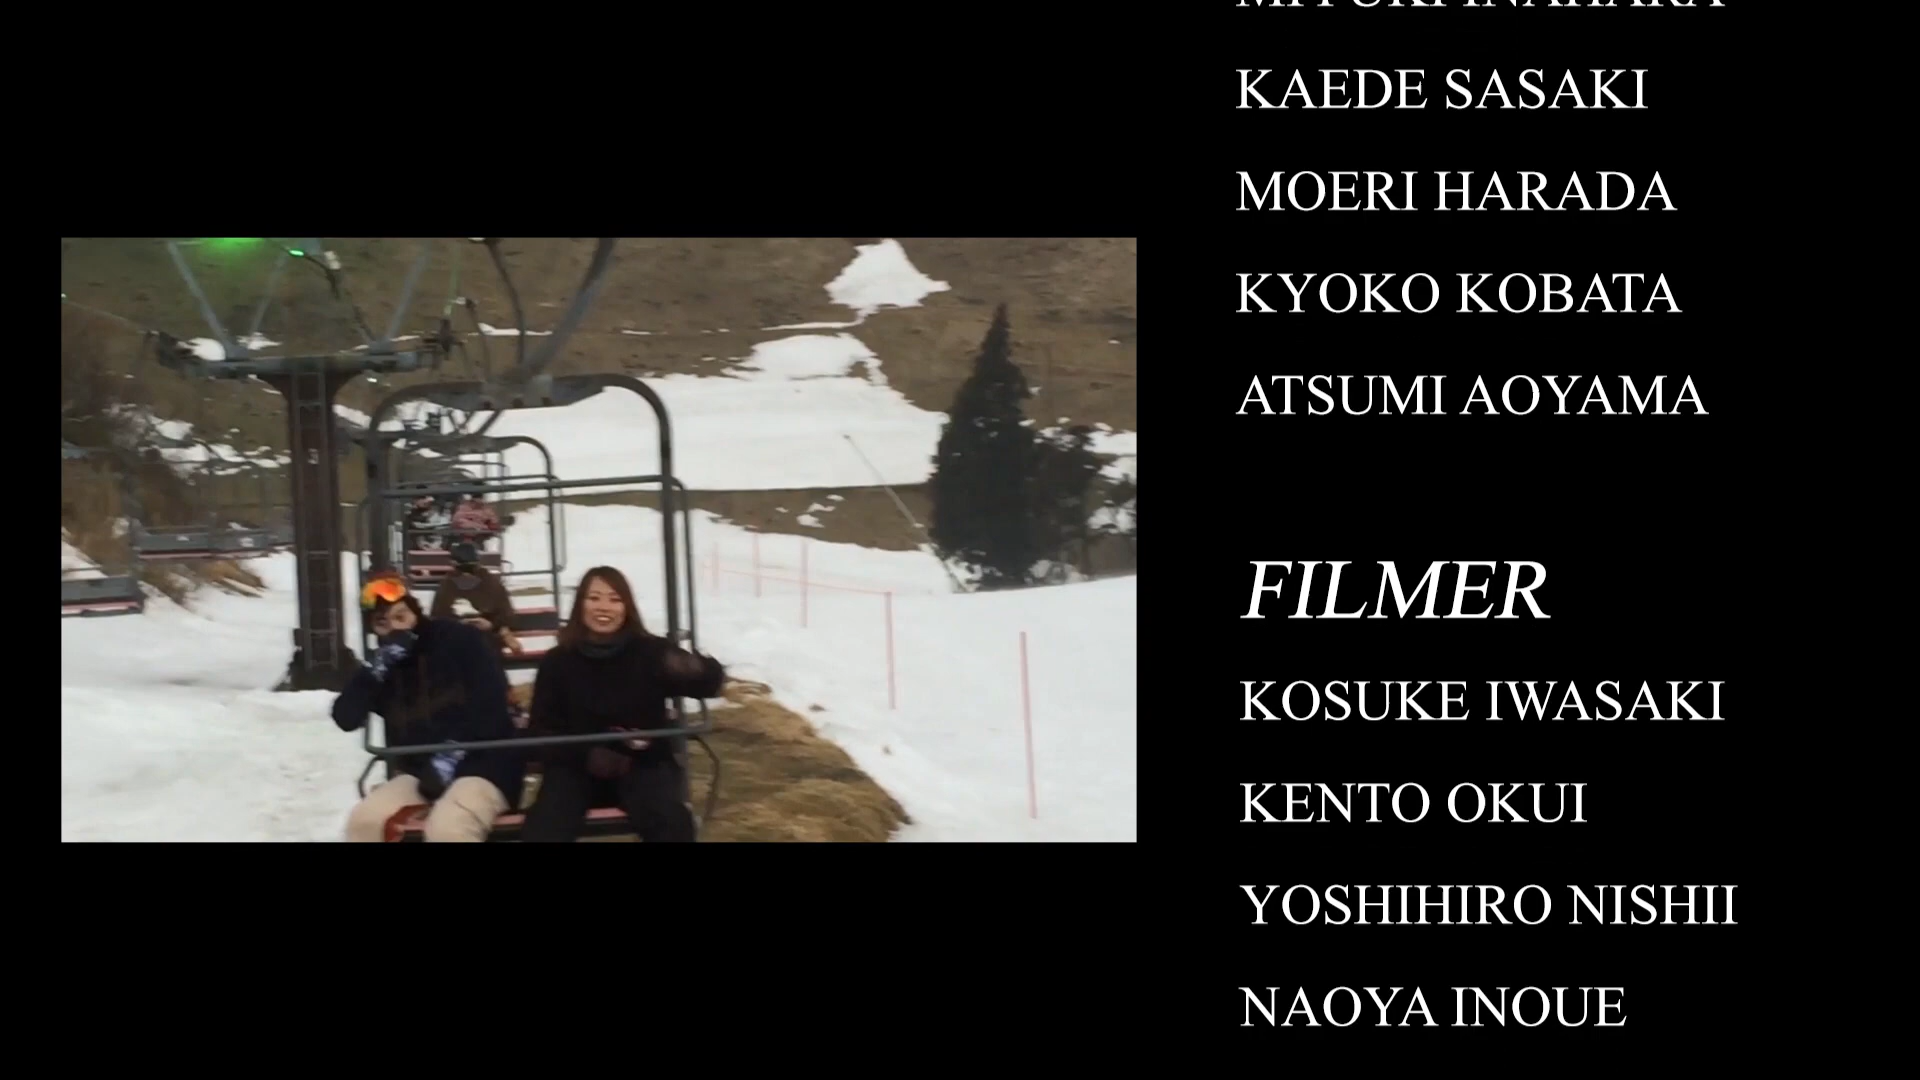 KAEDE SASAKI
MOERI HARADA
KYOKO KOBATA
ATSUMI AOYAMA
FILMER
KOSUKE IWASAKI
KENTO OKUI
YOSHIHIRO NISHII
NAOYA INOUE